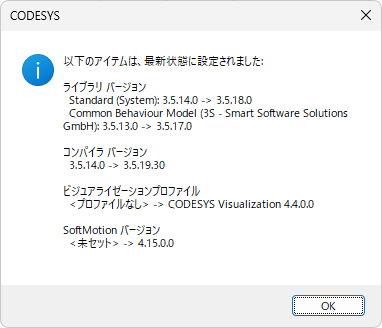 CODESYS
以下のアイテムは、最新状態に設定されました:
ライブラリ バージョン
Standard (System): 3.5.14.0 -> 3.5.18.0
Common Behaviour Model (3S - Smart Software Solutions
GmbH): 3.5.13.0 -> 3.5.17.0
コンパイラ バージョン
3.5.14.0 -> 3.5.19.30
ビジュアライゼーションプロファイル
<プロファイルなし> -> CODESYS Visualization 4.4.0.0
SoftMotion バージョン
<未セット> -> 4.15.0.0
OK